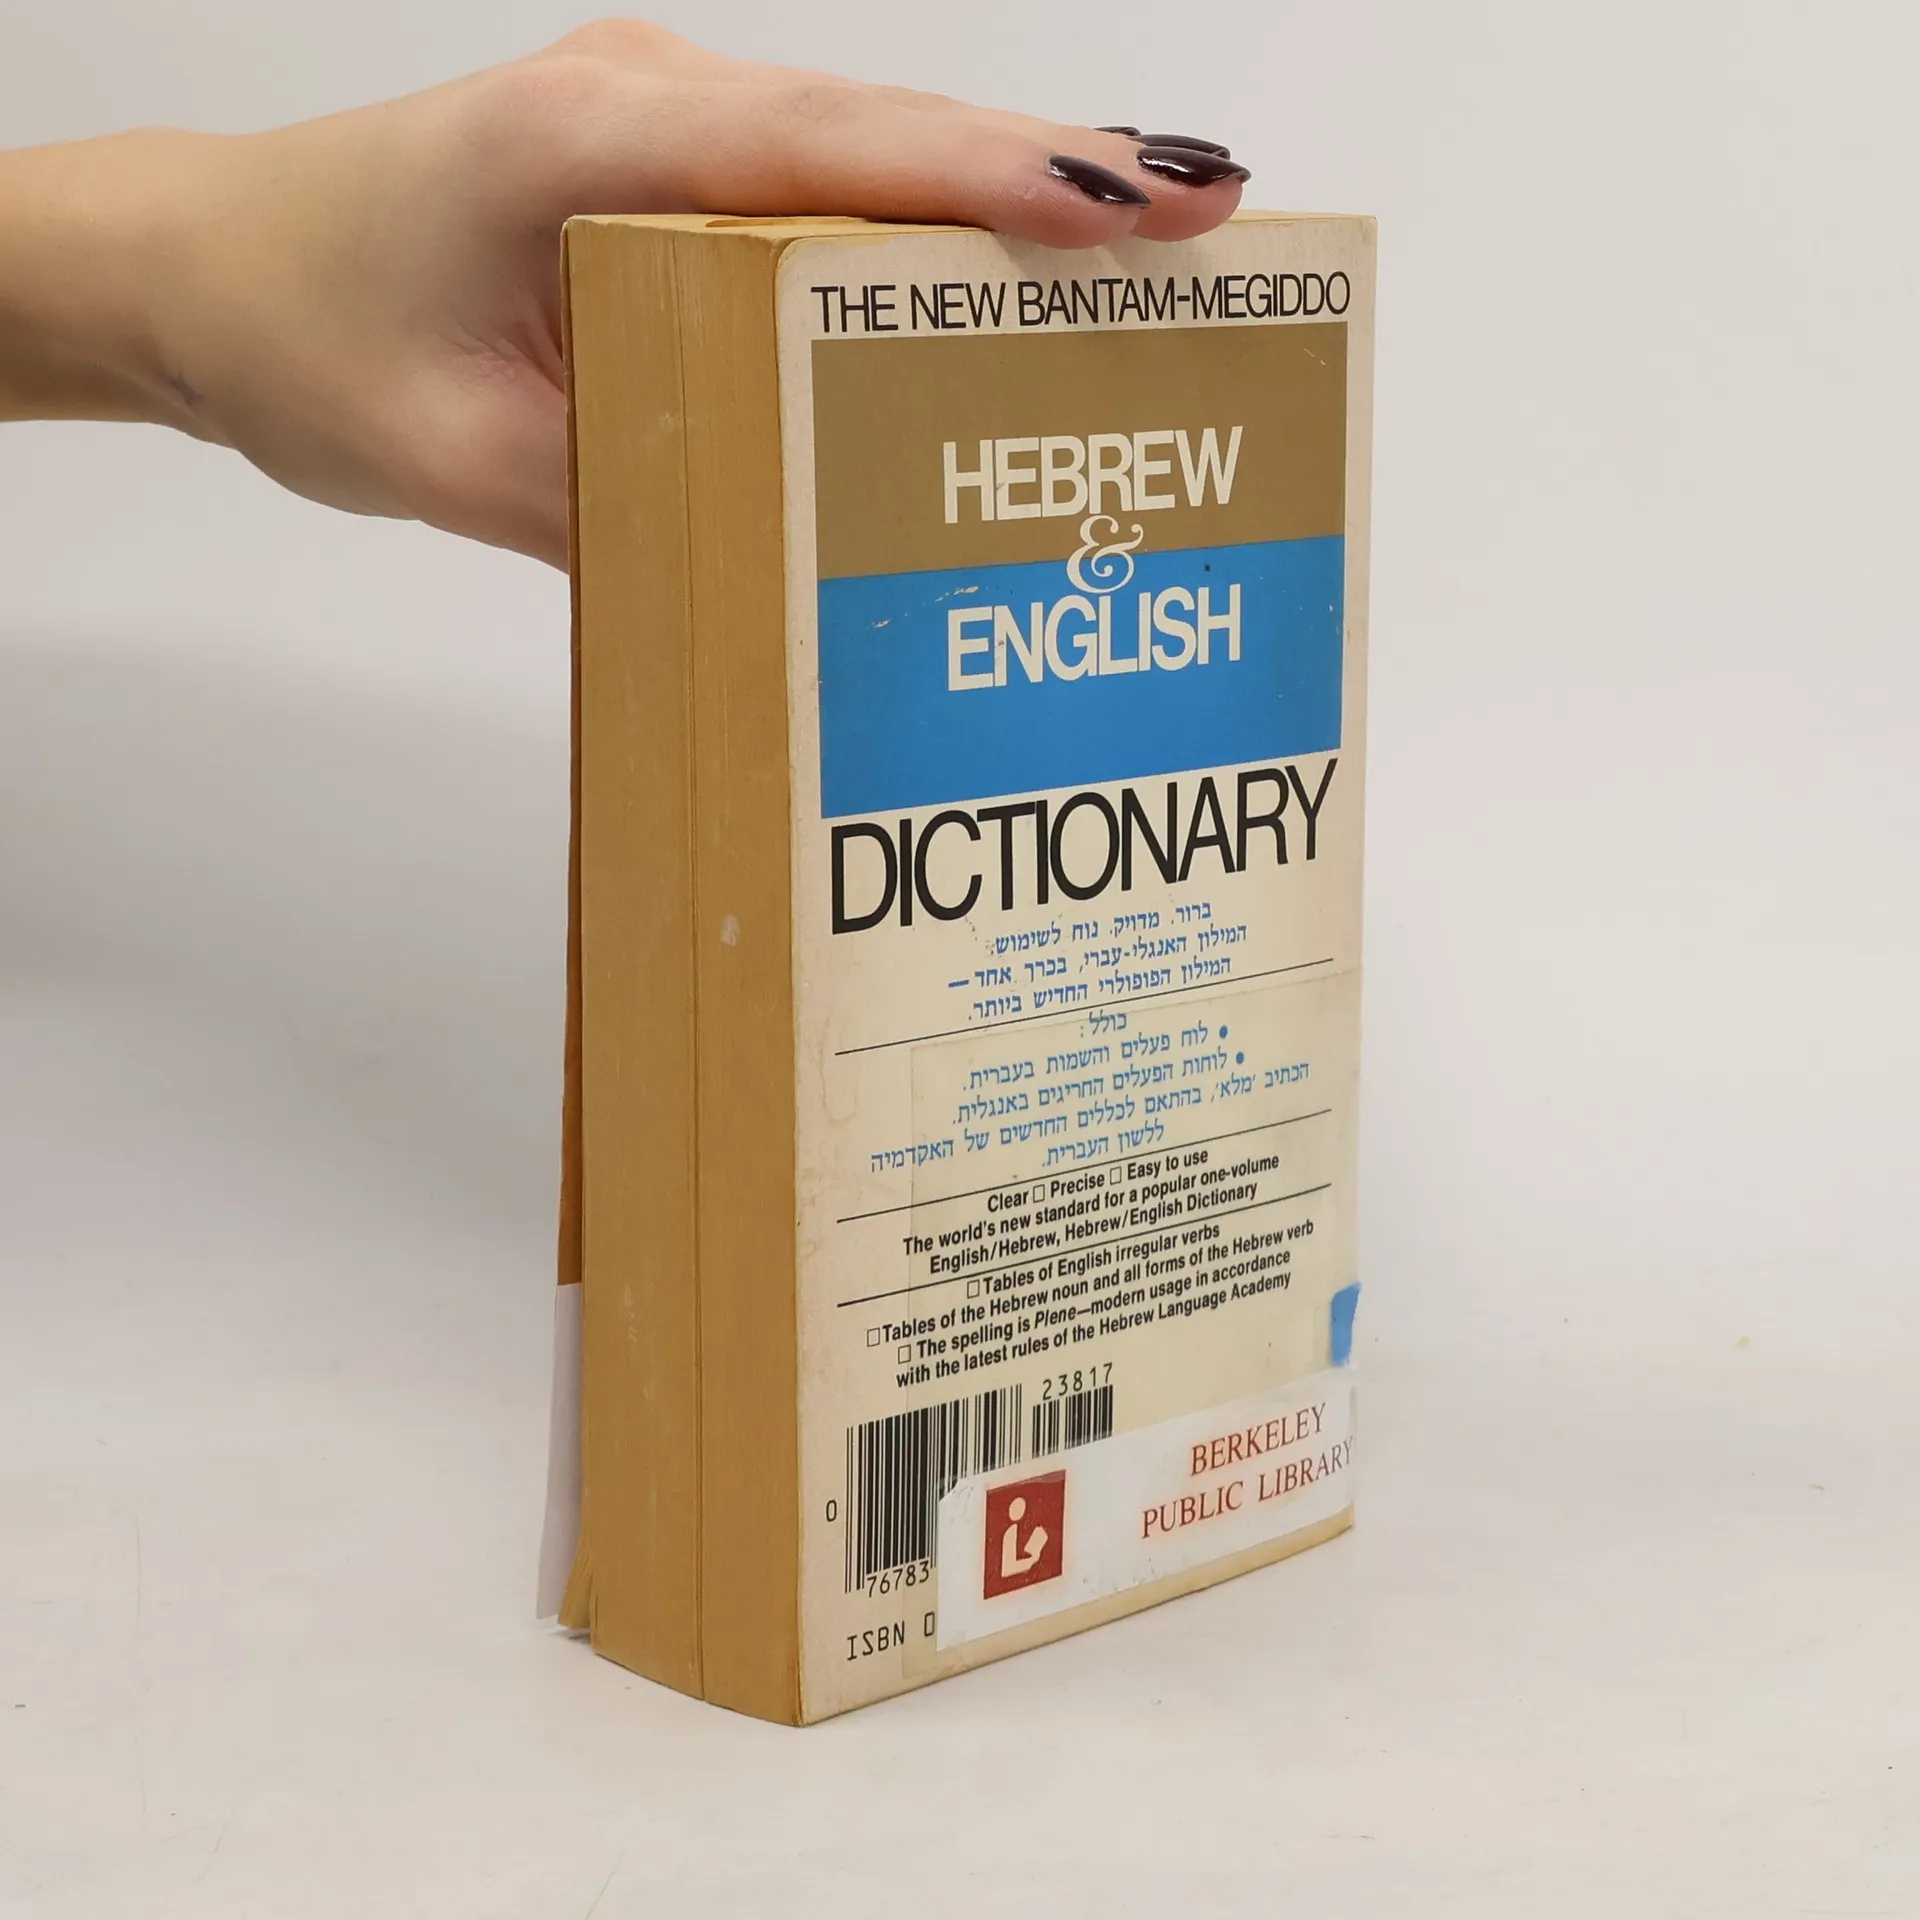 THE NEW BANTAM-MEGIDDO
HEBREW
&
ENGLISH
DICTIONARY
ברור. מדויק. נוח לשימוש.
המילון האנגלי-עברי, בכרך אחד —
המילון הפופולרי החדיש ביותר.
כולל:
• לוח פעלים והשמות בעברית.
• לוחות הפעלים החריגים באנגלית.
הכתיב 'מלא', בהתאם לכללים החדשים של האקדמיה
ללשון העברית.
Clear □ Precise □ Easy to use
The world's new standard for a popular one-volume
English/Hebrew, Hebrew/English Dictionary
□ Tables of English irregular verbs
□ Tables of the Hebrew noun and all forms of the Hebrew verb
□ The spelling is Plene—modern usage in accordance
with the latest rules of the Hebrew Language Academy
23817
0
76783
ISBN 0
BERKELEY
PUBLIC LIBRARY